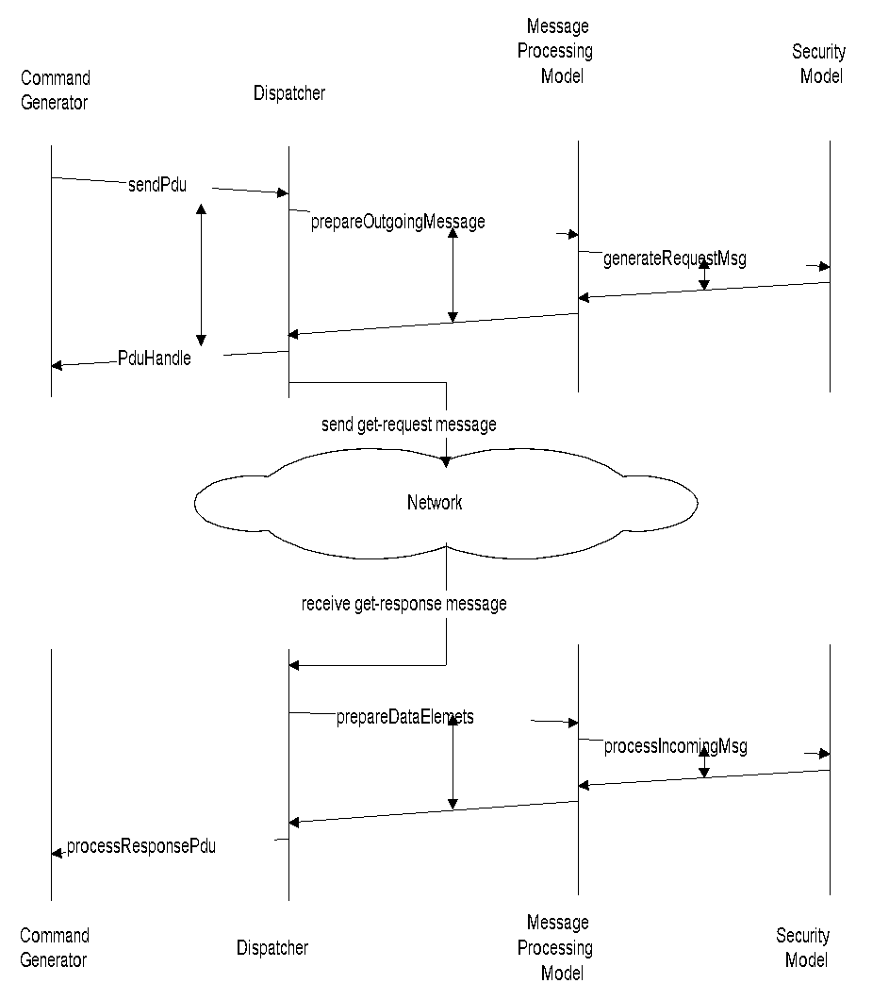 Message
Processing
Model
Security
Model
Command
Generator
Dispatcher
sendPdu
prepareOutgoingMessage
generateRequestMsg
PduHandle
send get-request message
Network
receive get-response message
prepareDataElemets
processIncomingMsg
processResponsePdu
Command
Generator
Dispatcher
Message
Processing
Model
Security
Model